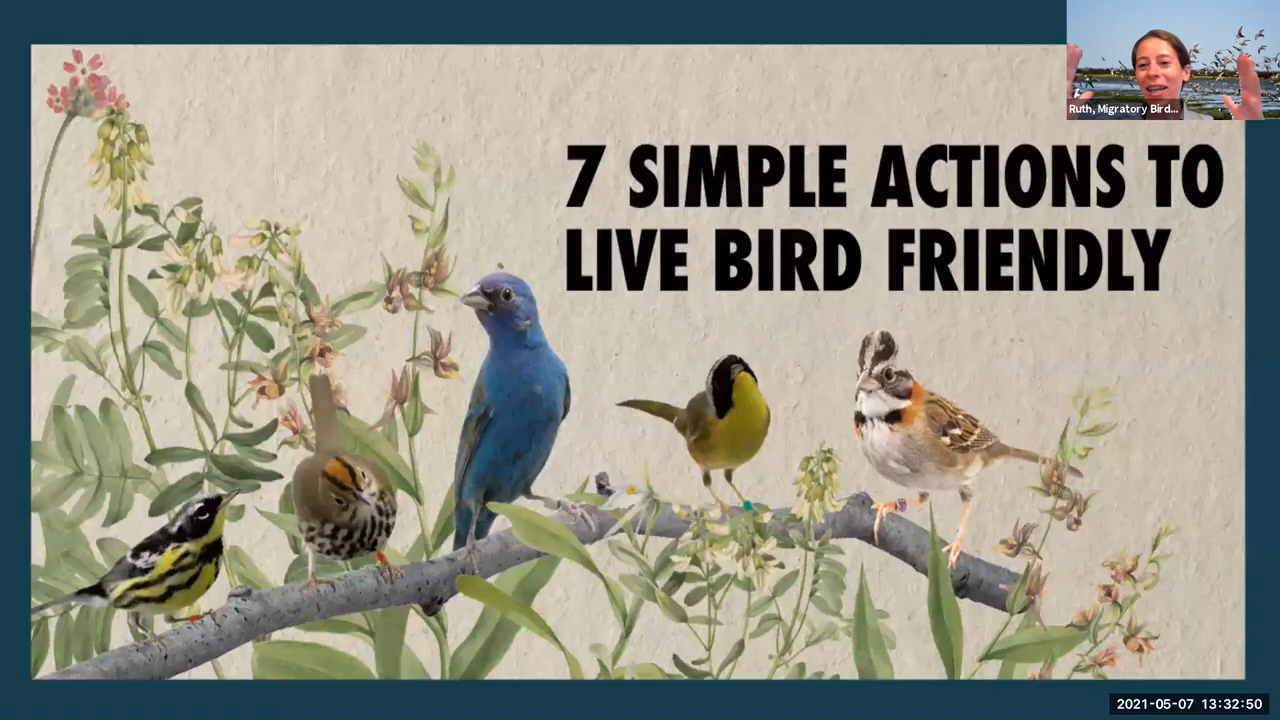 Ruth, Migratory Bird...
7 SIMPLE ACTIONS TO
LIVE BIRD FRIENDLY
2021-05-07 13:32:50